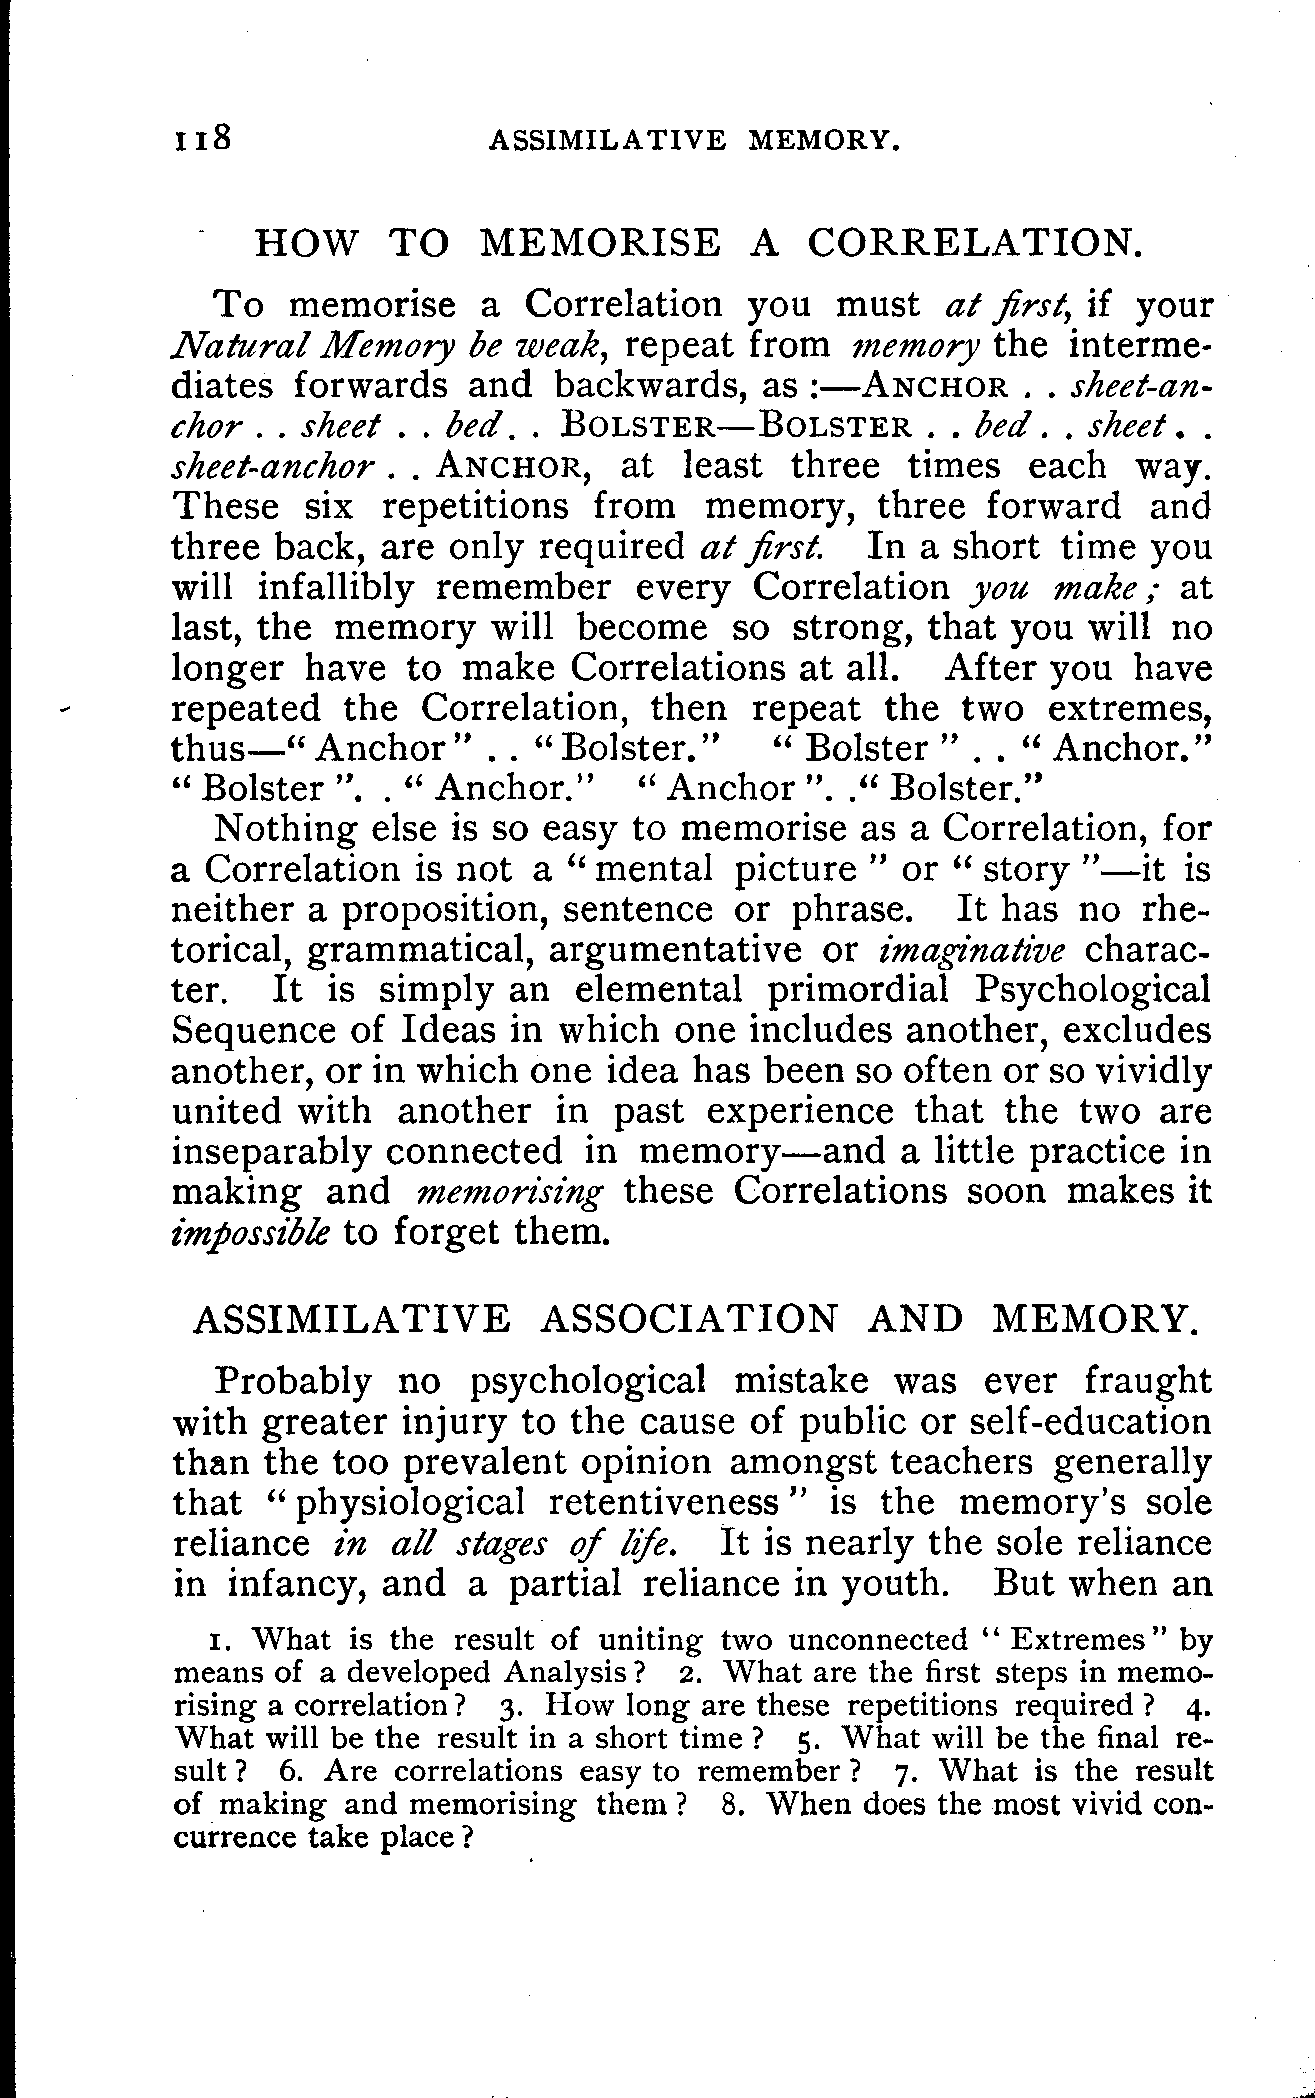 118 ASSIMILATIVE MEMORY.
HOW TO MEMORISE A CORRELATION.
To memorise a Correlation you must at first, if your
Natural Memory be weak, repeat from memory the interme-
diates forwards and backwards, as :—ANCHOR . . sheet-an-
chor . . sheet . . bed. . BOLSTER—BOLSTER . . bed . . sheet. .
sheet-anchor . . ANCHOR, at least three times each way.
These six repetitions from memory, three forward and
three back, are only required at first. In a short time you
will infallibly remember every Correlation you make; at
last, the memory will become so strong, that you will no
longer have to make Correlations at all. After you have
repeated the Correlation, then repeat the two extremes,
thus—“ Anchor” . . “ Bolster.” “ Bolster ” . . “ Anchor.”
“ Bolster ”. . “ Anchor.” “ Anchor ”. .“ Bolster.”
Nothing else is so easy to memorise as a Correlation, for
a Correlation is not a “ mental picture ” or “ story ”—it is
neither a proposition, sentence or phrase. It has no rhe-
torical, grammatical, argumentative or imaginative charac-
ter. It is simply an elemental primordial Psychological
Sequence of Ideas in which one includes another, excludes
another, or in which one idea has been so often or so vividly
united with another in past experience that the two are
inseparably connected in memory—and a little practice in
making and memorising these Correlations soon makes it
impossible to forget them.
ASSIMILATIVE ASSOCIATION AND MEMORY.
Probably no psychological mistake was ever fraught
with greater injury to the cause of public or self-education
than the too prevalent opinion amongst teachers generally
that “ physiological retentiveness ” is the memory's sole
reliance in all stages of life. It is nearly the sole reliance
in infancy, and a partial reliance in youth. But when an
1. What is the result of uniting two unconnected “ Extremes ” by
means of a developed Analysis? 2. What are the first steps in memo-
rising a correlation? 3. How long are these repetitions required? 4.
What will be the result in a short time? 5. What will be the final re-
sult? 6. Are correlations easy to remember? 7. What is the result
of making and memorising them? 8. When does the most vivid con-
currence take place?